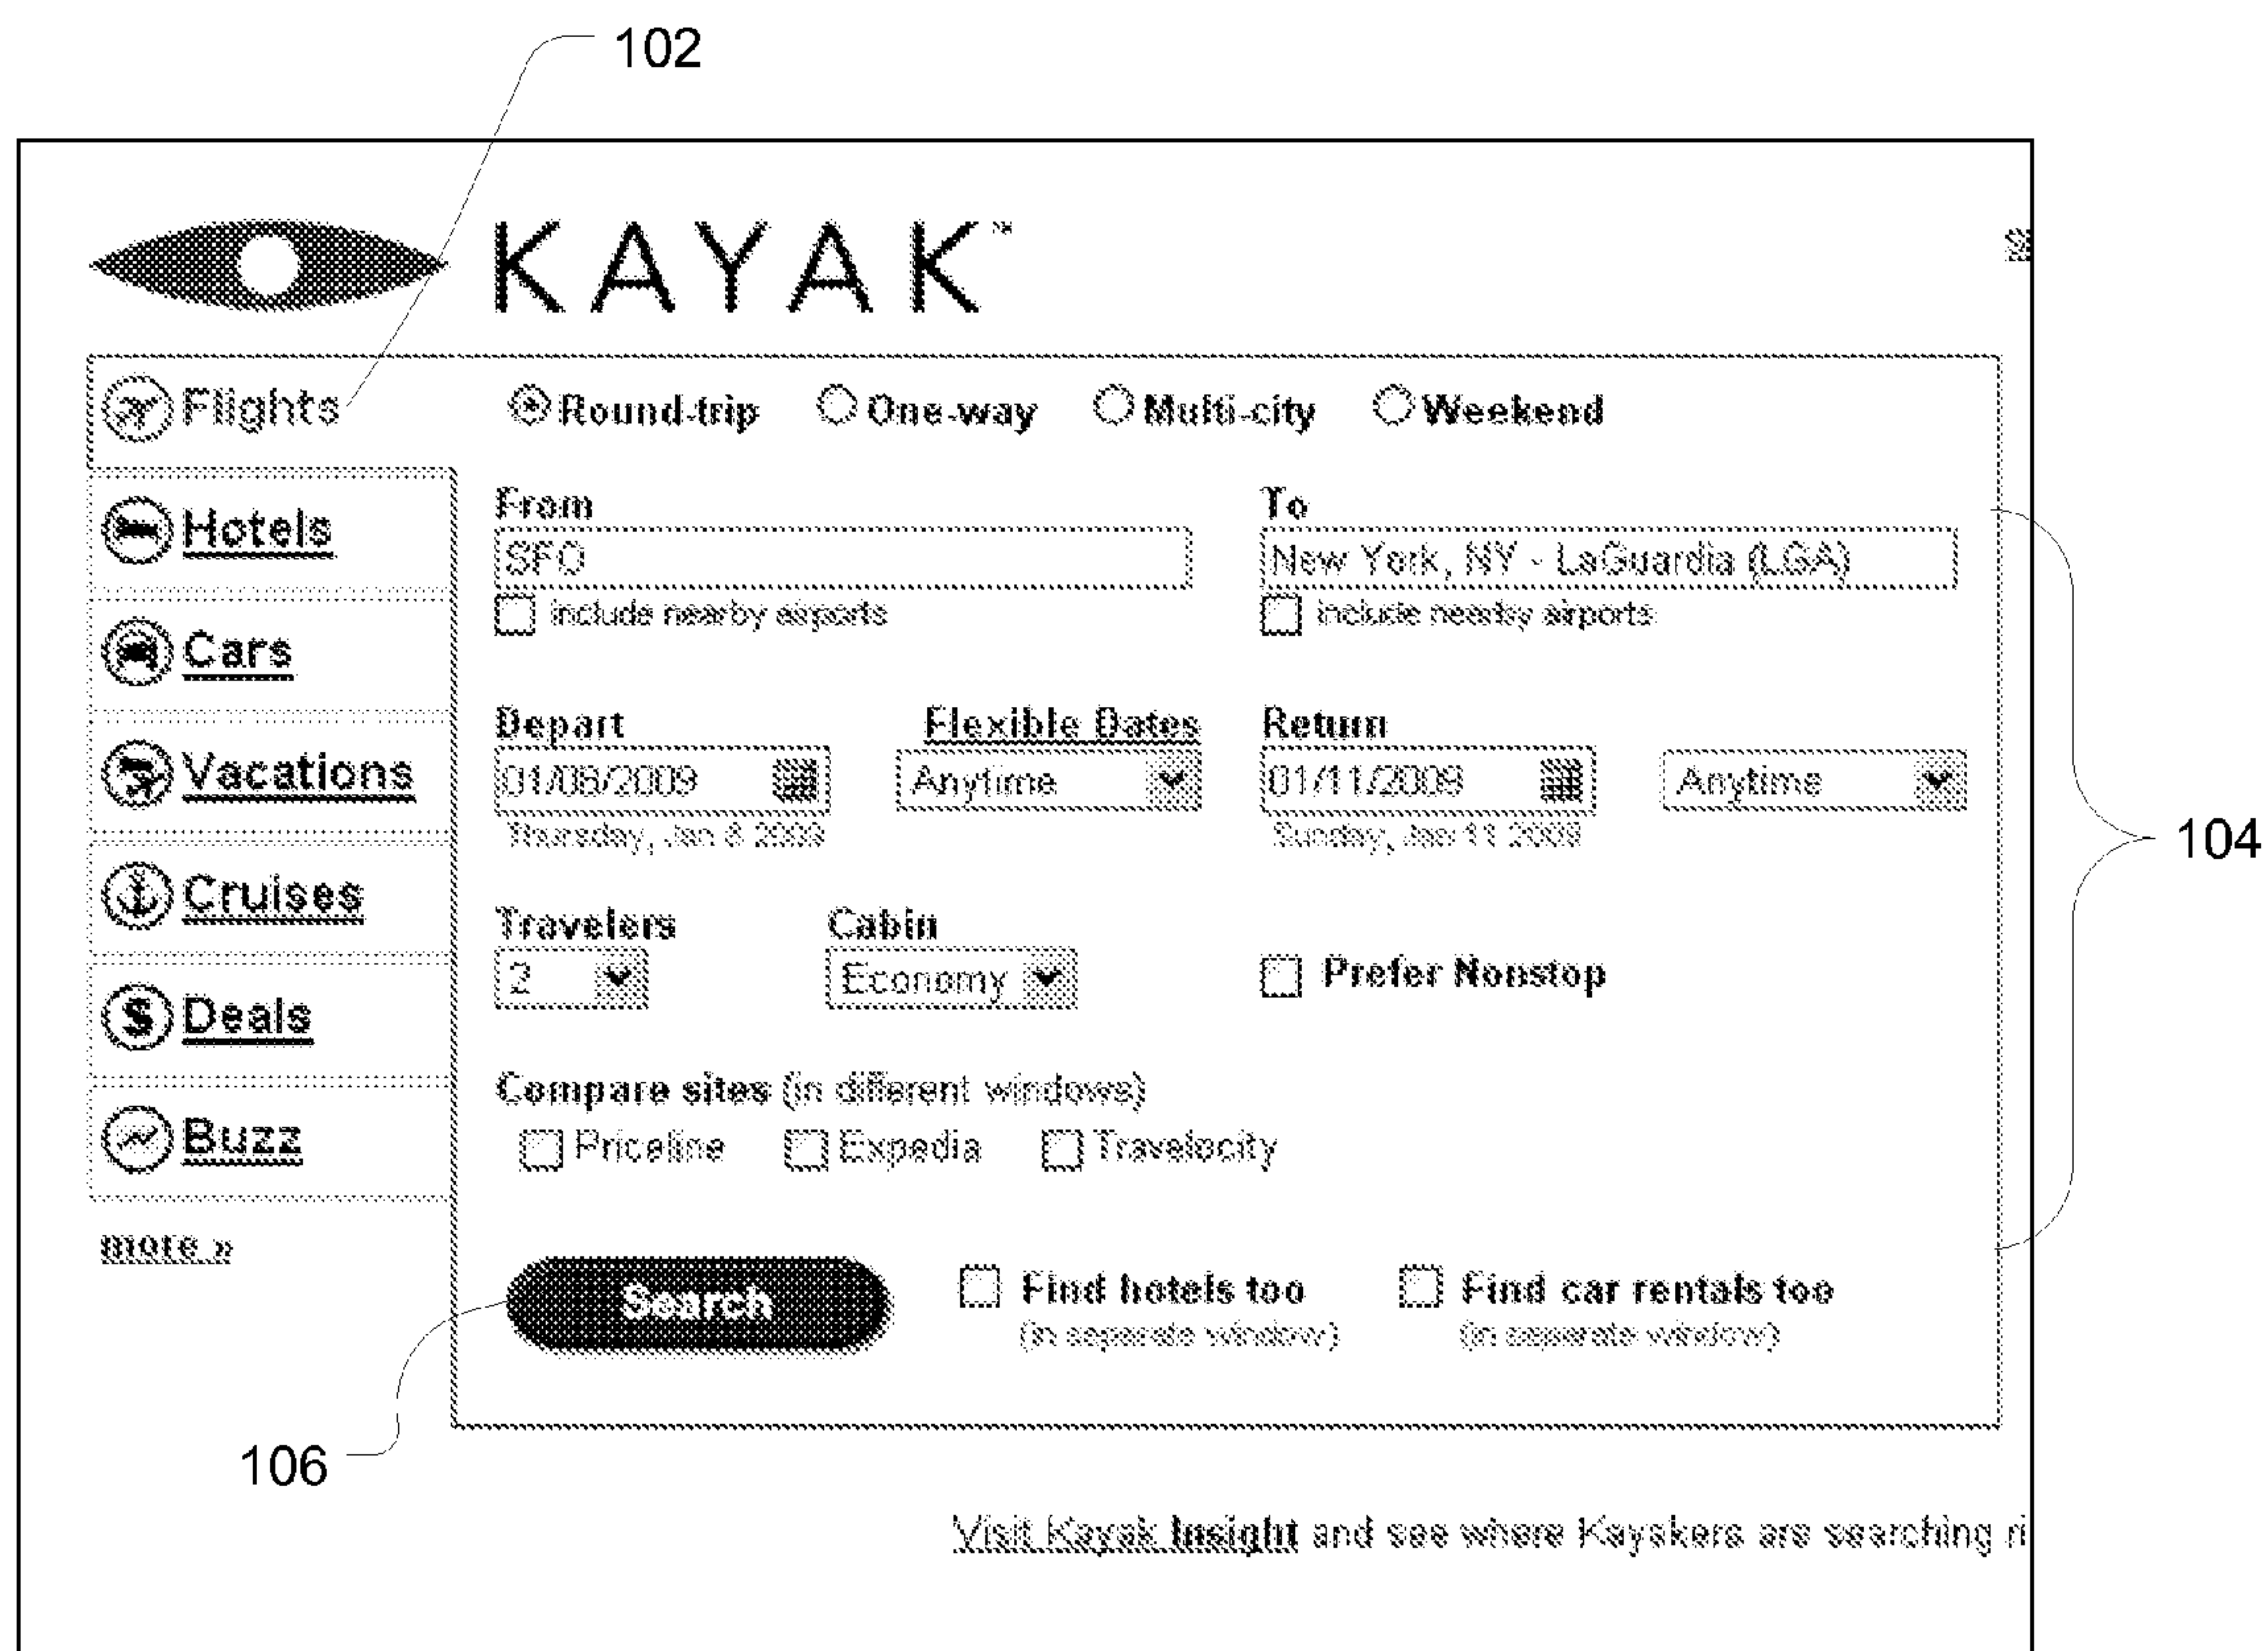 102
KAYAK™
Flights
Round-trip One-way Multi-city Weekend
Hotels
From To
SFO New York, NY - LaGuardia (LGA)
include nearby airports include nearby airports
Cars
Depart Flexible Dates Return
Vacations
01/08/2009 Anytime 01/11/2009 Anytime
Thursday, Jan 8 2009 Sunday, Jan 11 2009
104
Cruises
Travelers Cabin
2 Economy Prefer Nonstop
Deals
Compare sites (in different windows)
Buzz
Priceline Expedia Travelocity
more »
Search Find hotels too Find car rentals too
(in separate window) (in separate window)
106
Visit Kayak Insight and see where Kayakers are searching ri